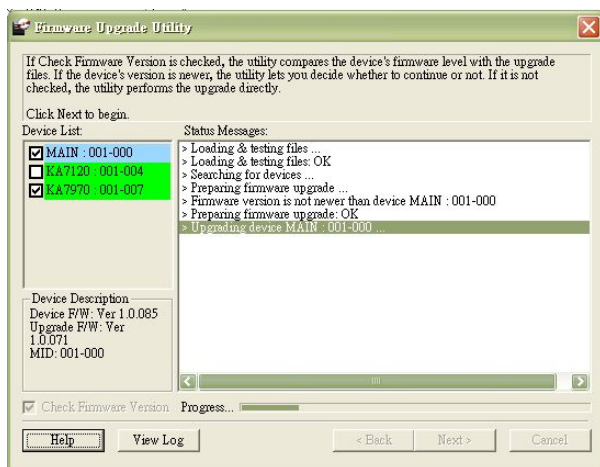 Firmware Upgrade Utility
If Check Firmware Version is checked, the utility compares the device's firmware level with the upgrade
files. If the device's version is newer, the utility lets you decide whether to continue or not. If it is not
checked, the utility performs the upgrade directly.
Click Next to begin.
Device List:
MAIN : 001-000
KA7120 : 001-004
KA7970 : 001-007
Status Messages:
> Loading & testing files ...
> Loading & testing files: OK
> Searching for devices ...
> Preparing firmware upgrade ...
> Firmware version is not newer than device MAIN : 001-000
> Preparing firmware upgrade: OK
> Upgrading device MAIN : 001-000 ...
Device Description
Device F/W: Ver 1.0.085
Upgrade F/W: Ver
1.0.071
MID: 001-000
Check Firmware Version
Progress...
Help
View Log
< Back
Next >
Cancel